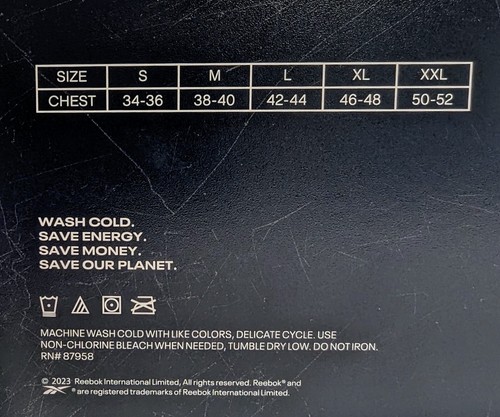 SIZE S M L XL XXL
CHEST 34-36 38-40 42-44 46-48 50-52
WASH COLD.
SAVE ENERGY.
SAVE MONEY.
SAVE OUR PLANET.
MACHINE WASH COLD WITH LIKE COLORS, DELICATE CYCLE. USE
NON-CHLORINE BLEACH WHEN NEEDED, TUMBLE DRY LOW. DO NOT IRON.
RN# 87958
© 2023 Reebok International Limited, All rights reserved. Reebok® and
® are registered trademarks of Reebok International Limited.